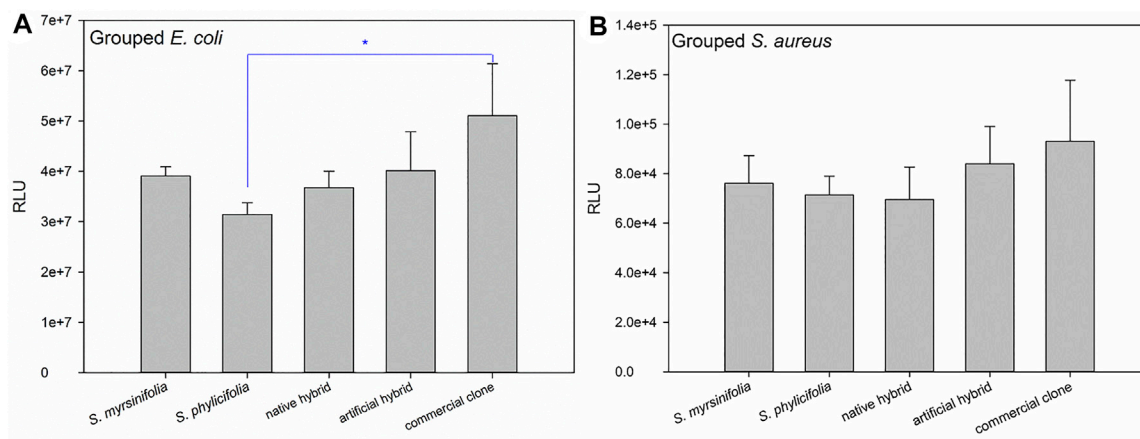 A
Grouped E. coli
*
7e+7
6e+7
5e+7
4e+7
3e+7
2e+7
1e+7
0
RLU
S. myrsinifolia
S. phylicifolia
native hybrid
artificial hybrid
commercial clone
B
Grouped S. aureus
1.4e+5
1.2e+5
1.0e+5
8.0e+4
6.0e+4
4.0e+4
2.0e+4
0.0
RLU
S. myrsinifolia
S. phylicifolia
native hybrid
artificial hybrid
commercial clone